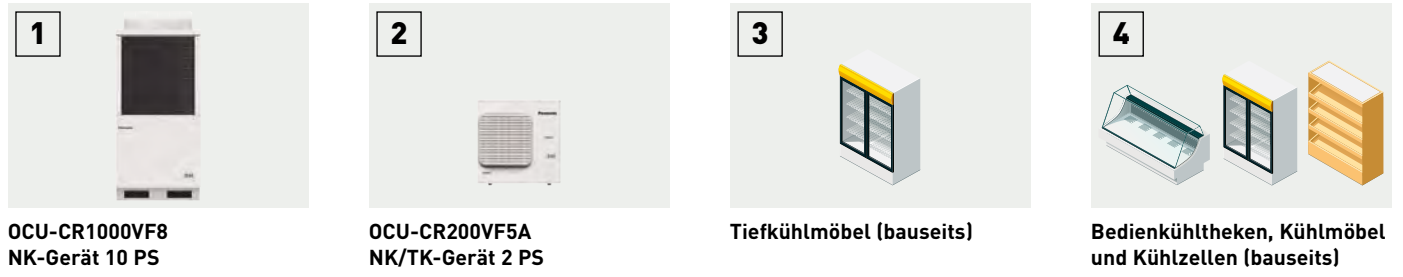 1
2
3
4
Panasonic
OCU-CR1000VF8
NK-Gerät 10 PS
OCU-CR200VF5A
NK/TK-Gerät 2 PS
Tiefkühlmöbel (bauseits)
Bedienkühltheken, Kühlmöbel
und Kühlzellen (bauseits)